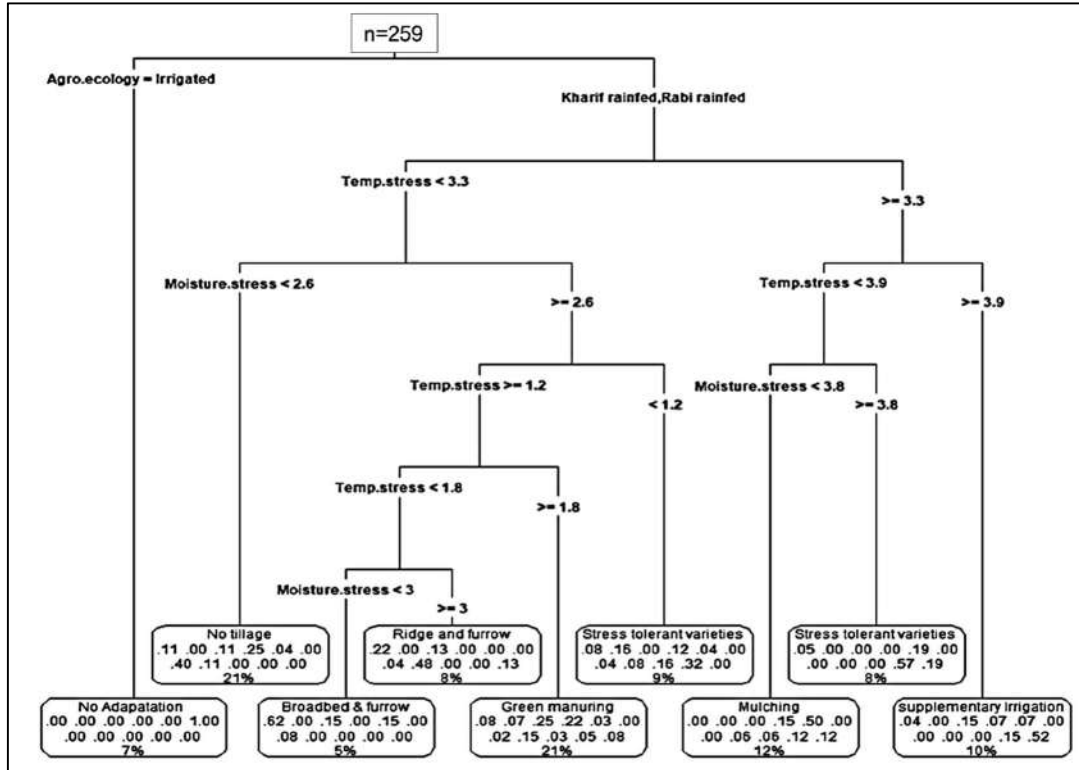 n=259
Agro.ecology = Irrigated
Kharif rainfed,Rabi rainfed
Temp.stress < 3.3
>= 3.3
Moisture.stress < 2.6
>= 2.6
Temp.stress < 3.9
>= 3.9
Temp.stress >= 1.2
< 1.2
Moisture.stress < 3.8
>= 3.8
Temp.stress < 1.8
>= 1.8
Moisture.stress < 3
>= 3
No tillage
.11 .00 .11 .25 .04 .00
.40 .11 .00 .00 .00
21%
Ridge and furrow
.22 .00 .13 .00 .00 .00
.04 .48 .00 .00 .13
8%
Stress tolerant varieties
.08 .16 .00 .12 .04 .00
.04 .08 .16 .32 .00
9%
Stress tolerant varieties
.05 .00 .00 .00 .19 .00
.00 .00 .00 .57 .19
8%
No Adapatation
.00 .00 .00 .00 .00 1.00
.00 .00 .00 .00 .00
7%
Broadbed & furrow
.62 .00 .15 .00 .15 .00
.08 .00 .00 .00 .00
5%
Green manuring
.08 .07 .25 .22 .03 .00
.02 .15 .03 .05 .08
21%
Mulching
.00 .00 .00 .15 .50 .00
.00 .06 .06 .12 .12
12%
supplementary Irrigation
.04 .00 .15 .07 .07 .00
.00 .00 .00 .15 .52
10%